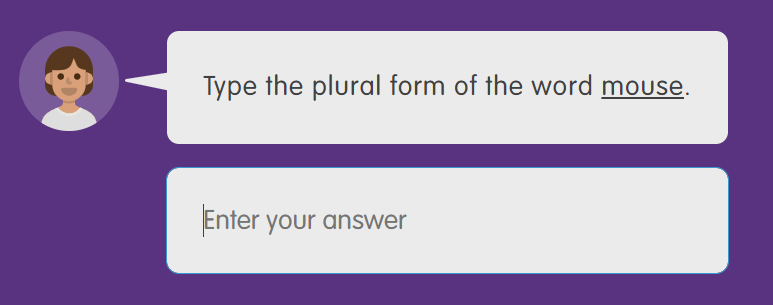 Type the plural form of the word mouse.
Enter your answer